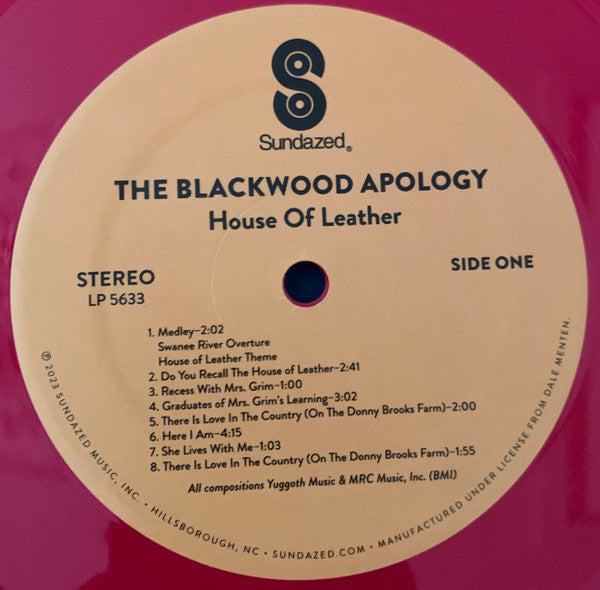 Sundazed®
THE BLACKWOOD APOLOGY
House Of Leather
STEREO
LP 5633
SIDE ONE
1. Medley–2:02
Swanee River Overture
House of Leather Theme
2. Do You Recall The House of Leather–2:41
3. Recess With Mrs. Grim–1:00
4. Graduates of Mrs. Grim's Learning–3:02
5. There Is Love In The Country (On The Donny Brooks Farm)–2:00
6. Here I Am–4:15
7. She Lives With Me–1:03
8. There Is Love In The Country (On The Donny Brooks Farm)–1:55
All compositions Yuggoth Music & MRC Music, Inc. (BMI)
℗ 2023 SUNDAZED MUSIC, INC. • HILLSBOROUGH, NC • SUNDAZED.COM • MANUFACTURED UNDER LICENSE FROM DALE MENTEN.